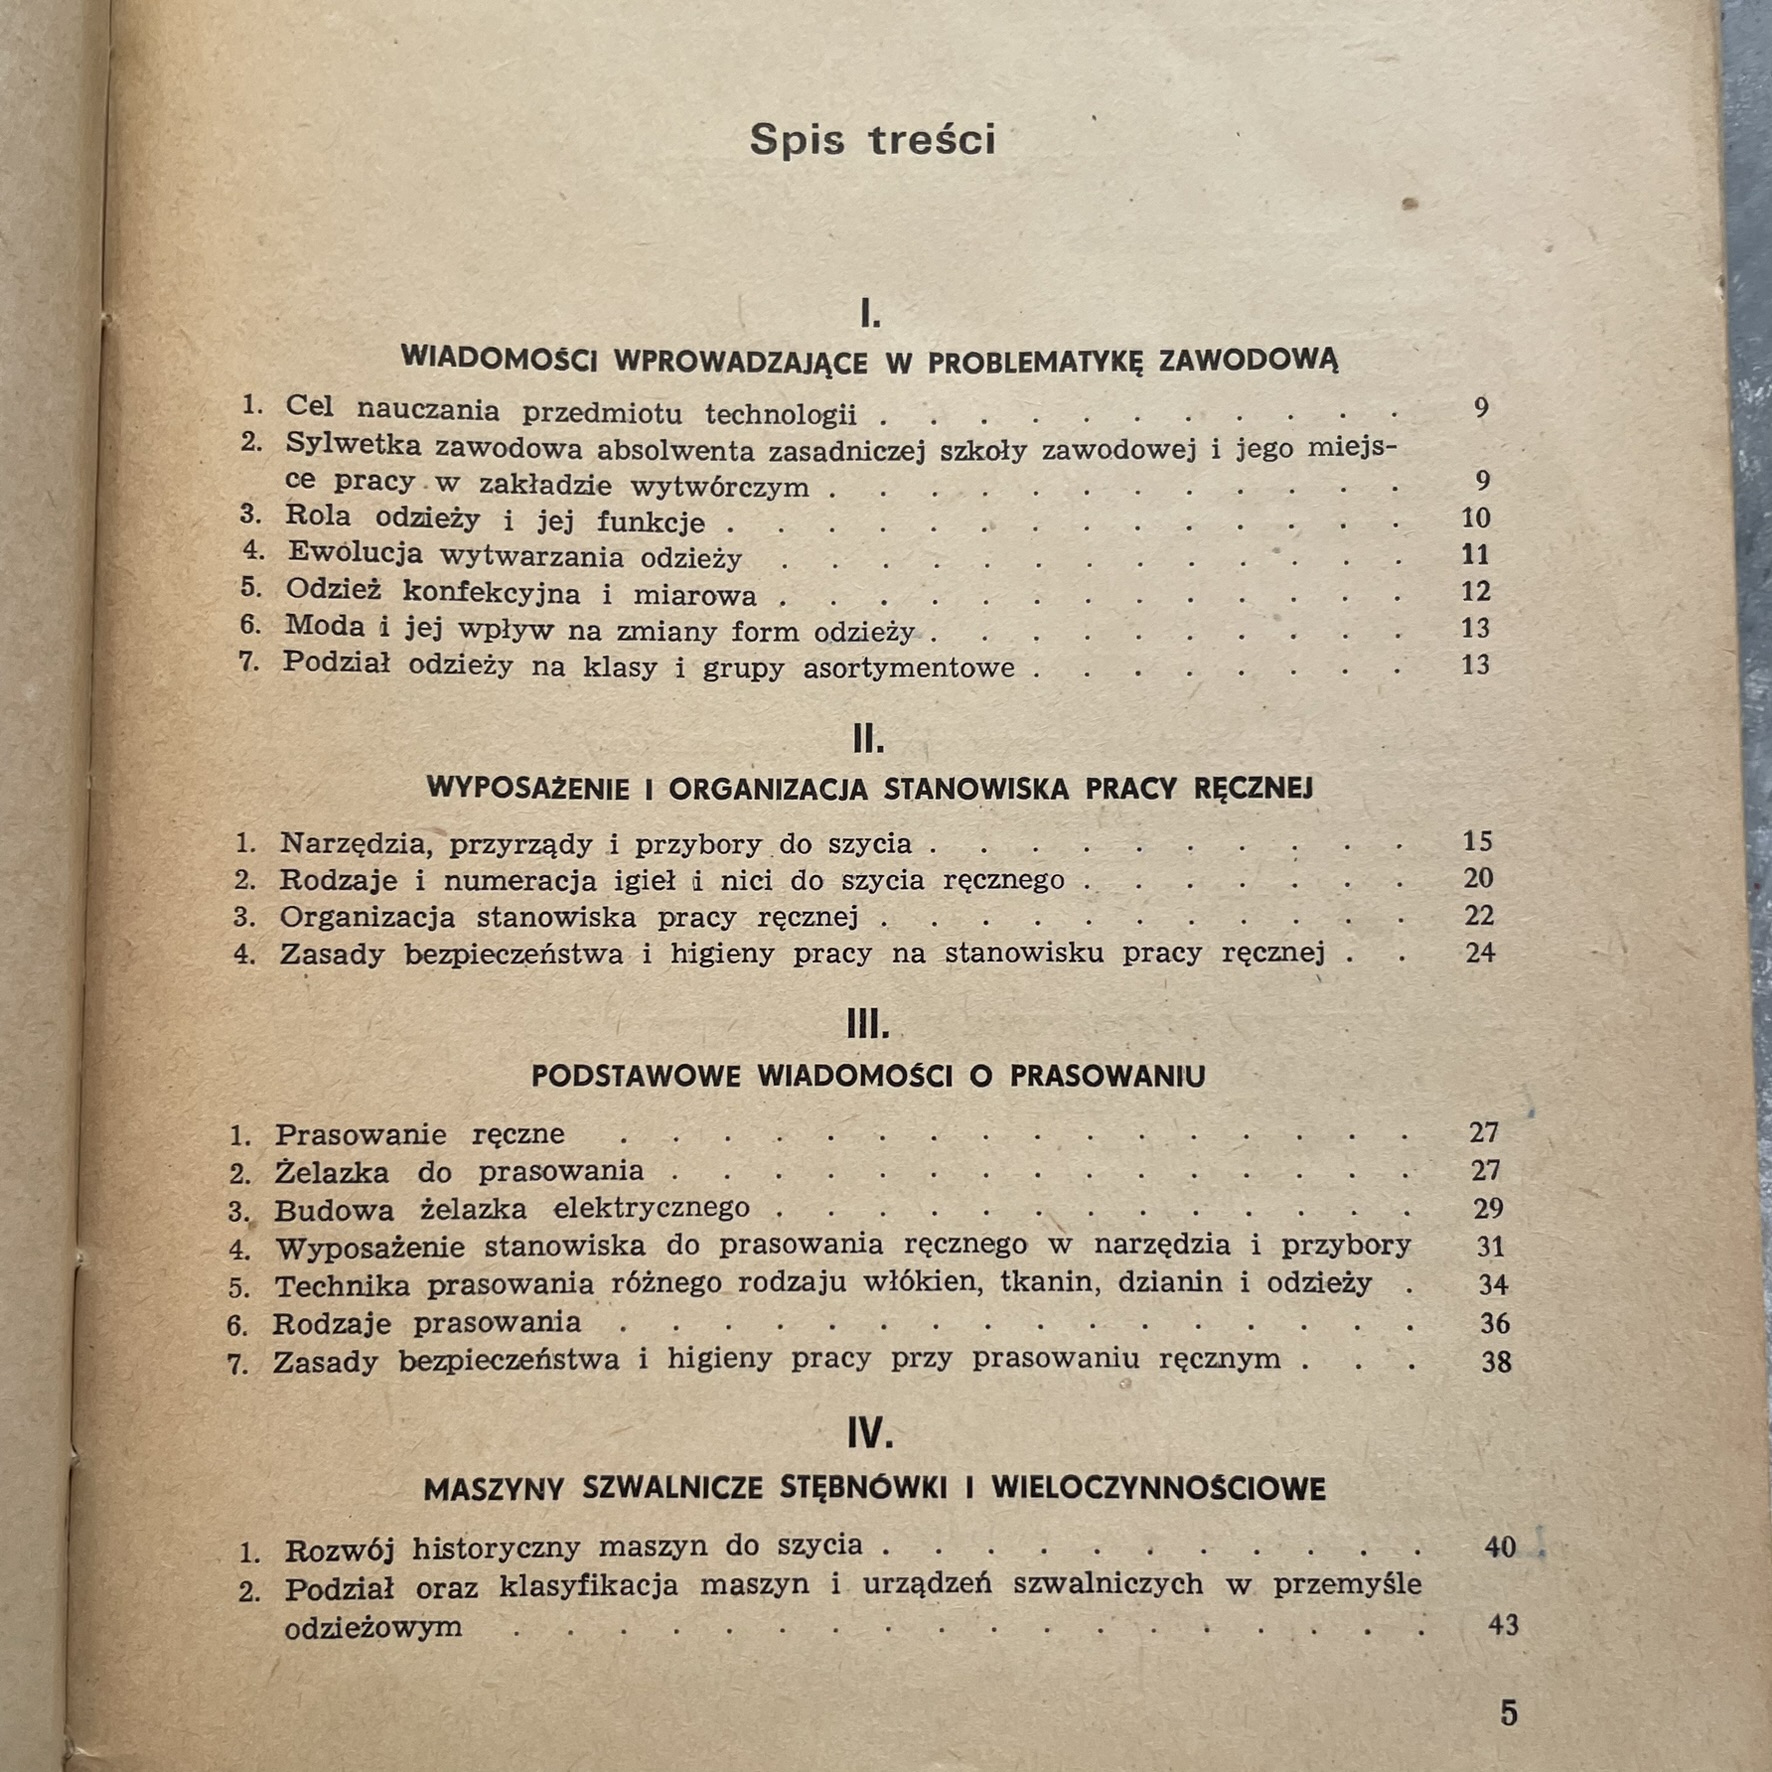 Spis treści
I.
WIADOMOŚCI WPROWADZAJĄCE W PROBLEMATYKĘ ZAWODOWĄ
1. Cel nauczania przedmiotu technologii . . . . . . . . . . . 9
2. Sylwetka zawodowa absolwenta zasadniczej szkoły zawodowej i jego miejs-
ce pracy w zakładzie wytwórczym . . . . . . . . . . . . 9
3. Rola odzieży i jej funkcje . . . . . . . . . . . . . . 10
4. Ewolucja wytwarzania odzieży . . . . . . . . . . . . . 11
5. Odzież konfekcyjna i miarowa . . . . . . . . . . . . . 12
6. Moda i jej wpływ na zmiany form odzieży . . . . . . . . . . 13
7. Podział odzieży na klasy i grupy asortymentowe . . . . . . . . 13
II.
WYPOSAŻENIE I ORGANIZACJA STANOWISKA PRACY RĘCZNEJ
1. Narzędzia, przyrządy i przybory do szycia . . . . . . . . . . 15
2. Rodzaje i numeracja igieł i nici do szycia ręcznego . . . . . . . 20
3. Organizacja stanowiska pracy ręcznej . . . . . . . . . . . 22
4. Zasady bezpieczeństwa i higieny pracy na stanowisku pracy ręcznej . . 24
III.
PODSTAWOWE WIADOMOŚCI O PRASOWANIU
1. Prasowanie ręczne . . . . . . . . . . . . . . . . 27
2. Żelazka do prasowania . . . . . . . . . . . . . . . 27
3. Budowa żelazka elektrycznego . . . . . . . . . . . . . 29
4. Wyposażenie stanowiska do prasowania ręcznego w narzędzia i przybory 31
5. Technika prasowania różnego rodzaju włókien, tkanin, dzianin i odzieży . 34
6. Rodzaje prasowania . . . . . . . . . . . . . . . . 36
7. Zasady bezpieczeństwa i higieny pracy przy prasowaniu ręcznym . . . 38
IV.
MASZYNY SZWALNICZE STĘBNÓWKI I WIELOCZYNNOŚCIOWE
1. Rozwój historyczny maszyn do szycia . . . . . . . . . . . 40
2. Podział oraz klasyfikacja maszyn i urządzeń szwalniczych w przemyśle
odzieżowym . . . . . . . . . . . . . . . . . . 43
5